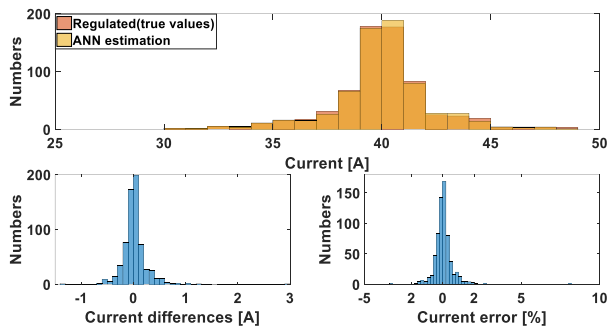 200
100
0
Numbers
Regulated(true values)
ANN estimation
25 30 35 40 45 50
Current [A]
200
100
0
Numbers
-1 0 1 2 3
Current differences [A]
150
100
50
0
Numbers
-5 2 0 2 5 10
Current error [%]